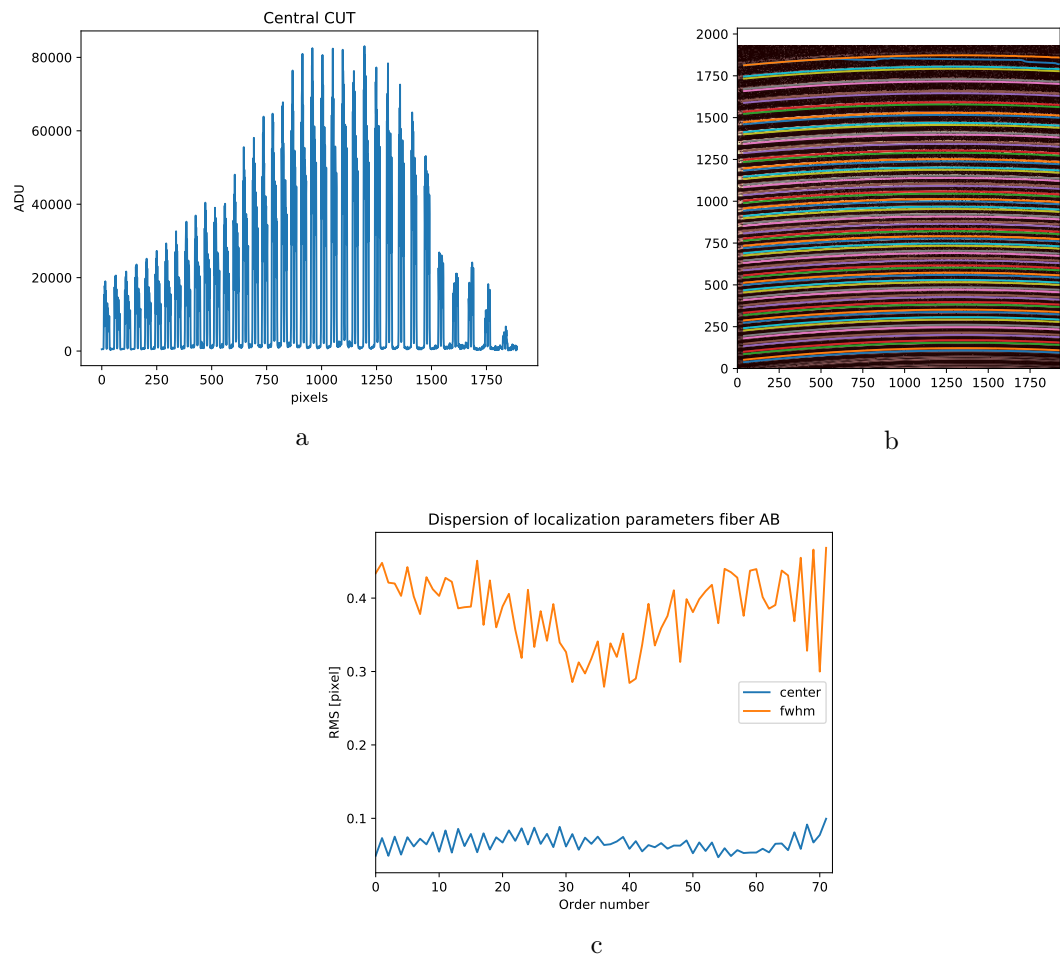 Central CUT
80000
60000
40000
20000
0
ADU
0 250 500 750 1000 1250 1500 1750
pixels
a
2000
1750
1500
1250
1000
750
500
250
0
0 250 500 750 1000 1250 1500 1750
b
Dispersion of localization parameters fiber AB
0.4
0.3
0.2
0.1
RMS [pixel]
center
fwhm
0 10 20 30 40 50 60 70
Order number
c